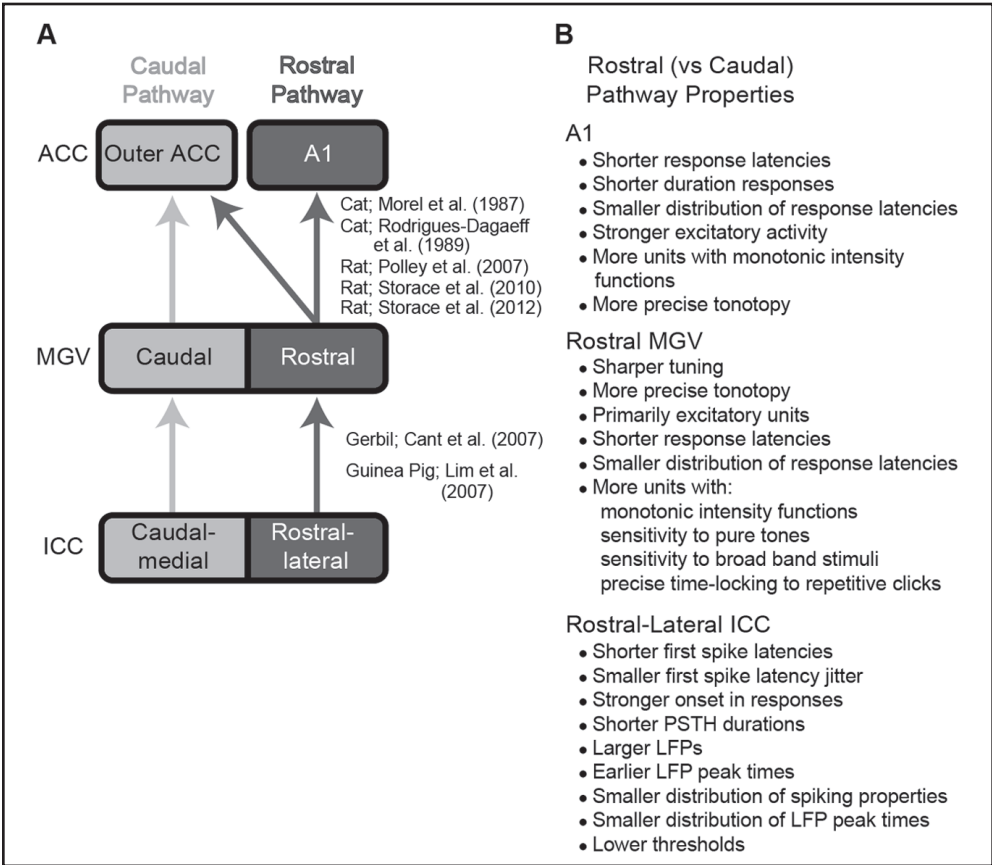 A
Caudal
Pathway
Rostral
Pathway
ACC
Outer ACC
A1
Cat; Morel et al. (1987)
Cat; Rodrigues-Dagaeff
et al. (1989)
Rat; Polley et al. (2007)
Rat; Storace et al. (2010)
Rat; Storace et al. (2012)
MGV
Caudal
Rostral
Gerbil; Cant et al. (2007)
Guinea Pig; Lim et al.
(2007)
ICC
Caudal-
medial
Rostral-
lateral
B
Rostral (vs Caudal)
Pathway Properties
A1
• Shorter response latencies
• Shorter duration responses
• Smaller distribution of response latencies
• Stronger excitatory activity
• More units with monotonic intensity
functions
• More precise tonotopy
Rostral MGV
• Sharper tuning
• More precise tonotopy
• Primarily excitatory units
• Shorter response latencies
• Smaller distribution of response latencies
• More units with:
monotonic intensity functions
sensitivity to pure tones
sensitivity to broad band stimuli
precise time-locking to repetitive clicks
Rostral-Lateral ICC
• Shorter first spike latencies
• Smaller first spike latency jitter
• Stronger onset in responses
• Shorter PSTH durations
• Larger LFPs
• Earlier LFP peak times
• Smaller distribution of spiking properties
• Smaller distribution of LFP peak times
• Lower thresholds